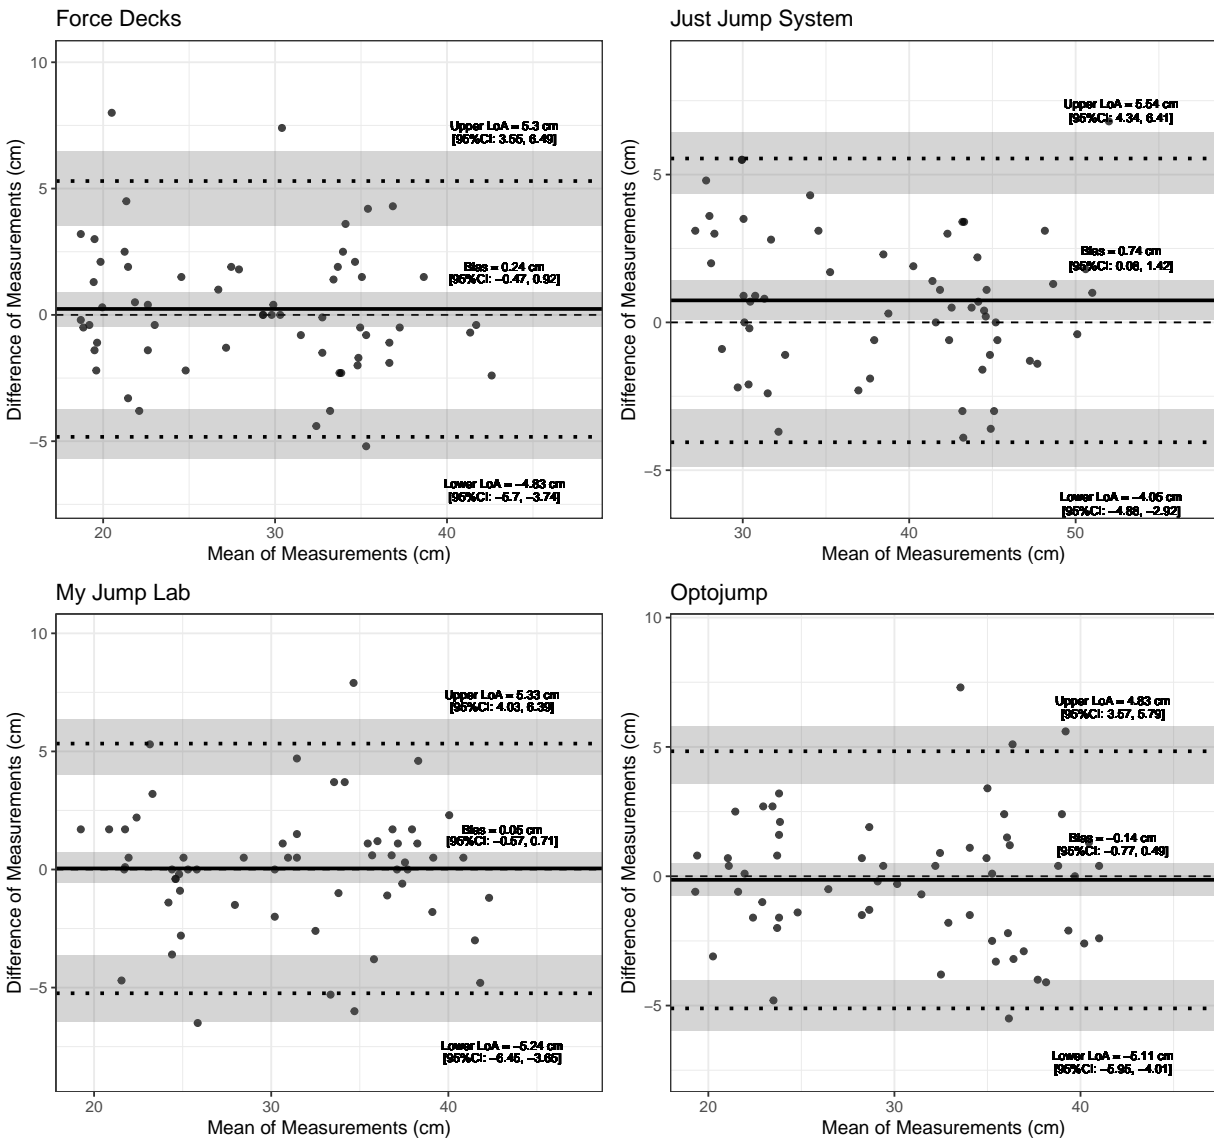 Force Decks
10
5
0
−5
20
30
40
Difference of Measurements (cm)
Mean of Measurements (cm)
Upper LoA = 5.3 cm
[95%CI: 3.55, 6.49]
Bias = 0.24 cm
[95%CI: −0.47, 0.92]
Lower LoA = −4.83 cm
[95%CI: −5.7, −3.74]
Just Jump System
5
0
−5
30
40
50
Difference of Measurements (cm)
Mean of Measurements (cm)
Upper LoA = 5.54 cm
[95%CI: 4.34, 6.41]
Bias = 0.74 cm
[95%CI: 0.08, 1.42]
Lower LoA = −4.05 cm
[95%CI: −4.88, −2.92]
My Jump Lab
10
5
0
−5
20
30
40
Difference of Measurements (cm)
Mean of Measurements (cm)
Upper LoA = 5.33 cm
[95%CI: 4.03, 6.39]
Bias = 0.05 cm
[95%CI: −0.57, 0.71]
Lower LoA = −5.24 cm
[95%CI: −6.45, −3.65]
Optojump
10
5
0
−5
20
30
40
Difference of Measurements (cm)
Mean of Measurements (cm)
Upper LoA = 4.83 cm
[95%CI: 3.57, 5.79]
Bias = −0.14 cm
[95%CI: −0.77, 0.49]
Lower LoA = −5.11 cm
[95%CI: −5.95, −4.01]